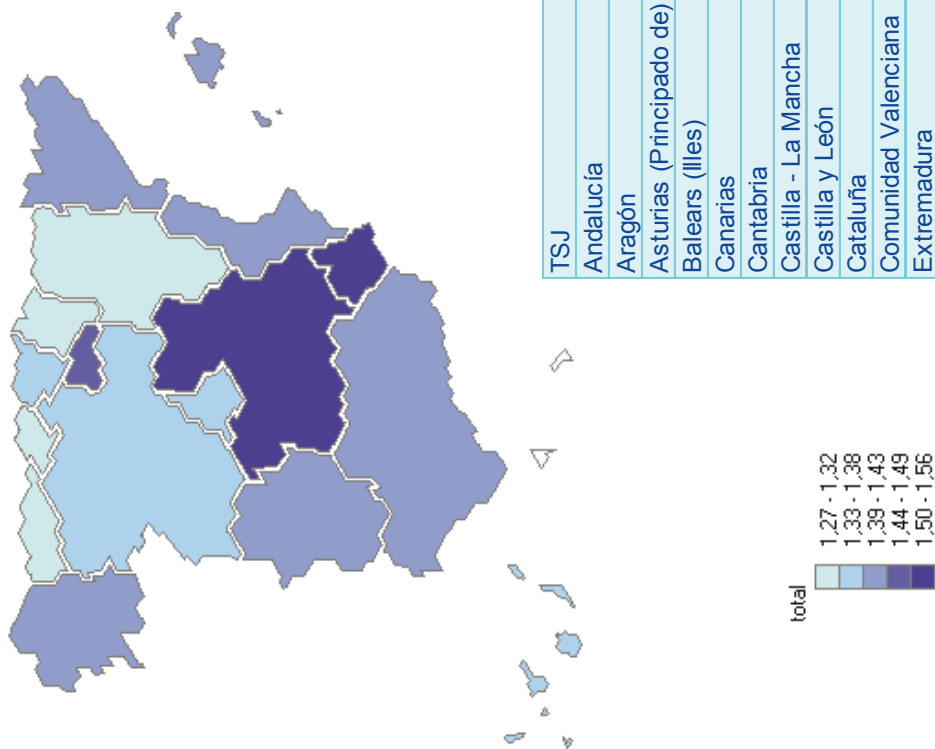 total
1,27 - 1,32
1,33 - 1,38
1,39 - 1,43
1,44 - 1,49
1,50 - 1,56
TSJ
Andalucía
Aragón
Asturias (Principado de)
Balears (Illes)
Canarias
Cantabria
Castilla - La Mancha
Castilla y León
Cataluña
Comunidad Valenciana
Extremadura